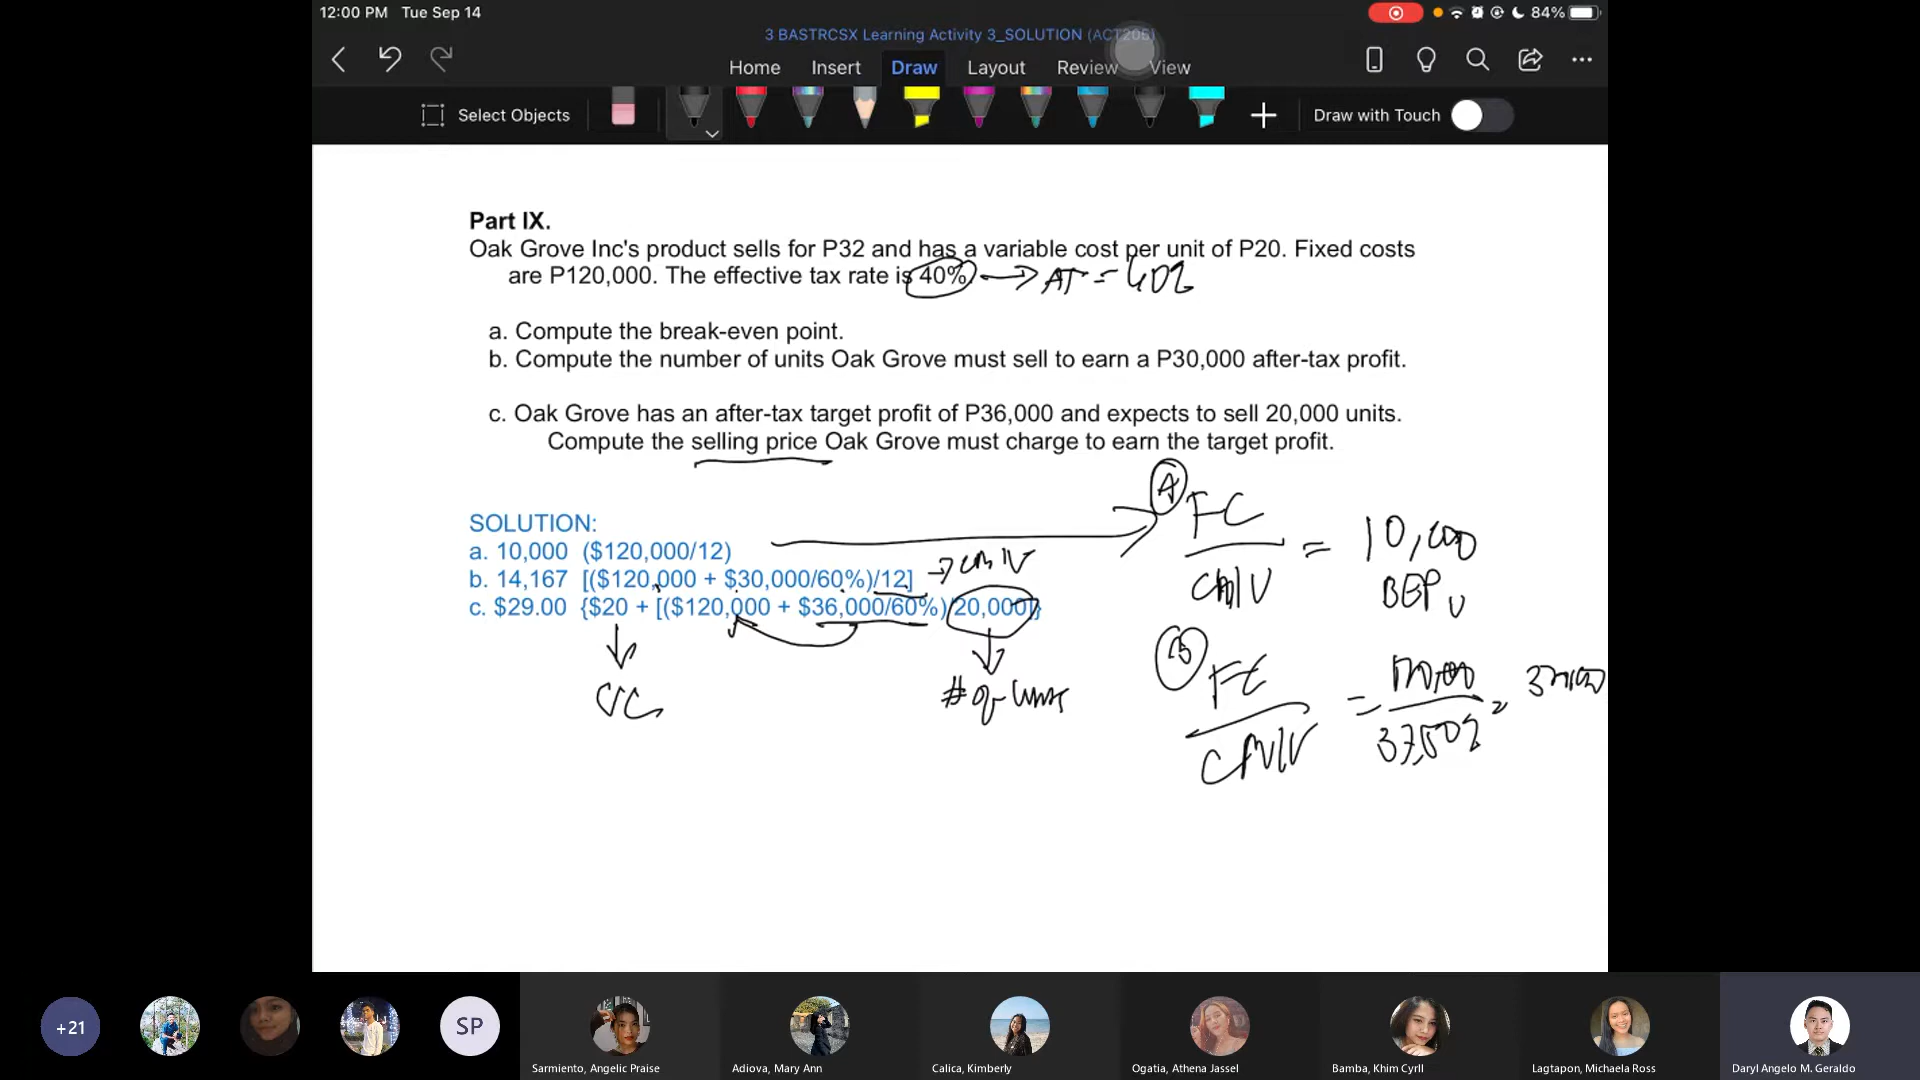 12:00 PM Tue Sep 14
84%
3 BASTRCSX Learning Activity 3_SOLUTION (ACT205)
Home Insert Draw Layout Review View
Select Objects
Draw with Touch
Part IX.
Oak Grove Inc's product sells for P32 and has a variable cost per unit of P20. Fixed costs
are P120,000. The effective tax rate is 40%. AT = 60%
a. Compute the break-even point.
b. Compute the number of units Oak Grove must sell to earn a P30,000 after-tax profit.
c. Oak Grove has an after-tax target profit of P36,000 and expects to sell 20,000 units.
Compute the selling price Oak Grove must charge to earn the target profit.
SOLUTION:
a. 10,000 ($120,000/12)
b. 14,167 [($120,000 + $30,000/60%)/12]
c. $29.00 {$20 + [($120,000 + $36,000/60%)/20,000]}
A
FC
= 10,000
BEP U
FC
=
37,50%
=
+21
SP
Sarmiento, Angelic Praise
Adiova, Mary Ann
Calica, Kimberly
Ogatia, Athena Jassel
Bamba, Khim Cyrll
Lagtapon, Michaela Ross
Daryl Angelo M. Geraldo